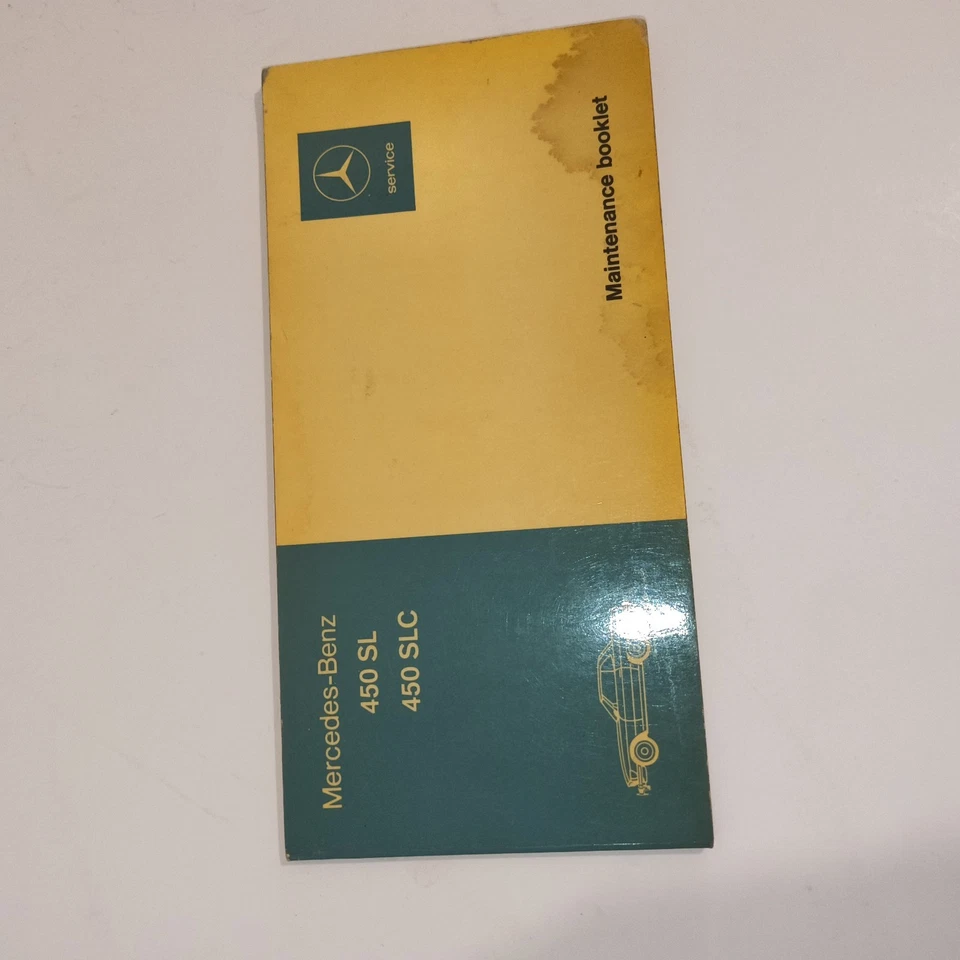 Mercedes-Benz
450 SL
450 SLC
service
Maintenance booklet